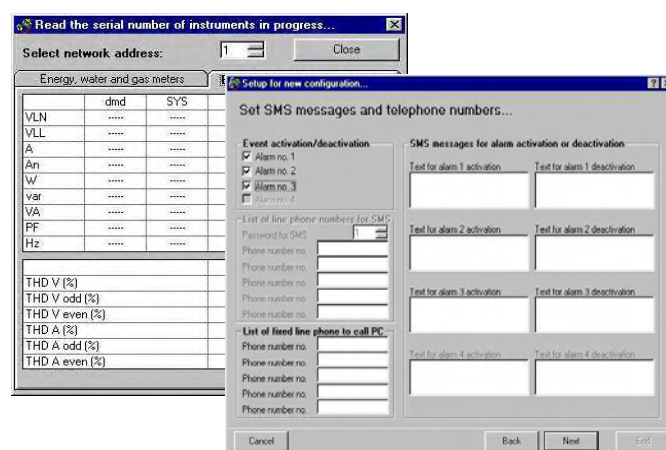 Read the serial number of instruments in progress...
Select network address:
1
Close
Energy, water and gas meters
dmd SYS
VLN ----- -----
VLL ----- -----
A ----- -----
An ----- -----
W ----- -----
var ----- -----
VA ----- -----
PF ----- -----
Hz ----- -----
THD V (%)
THD V odd (%)
THD V even (%)
THD A (%)
THD A odd (%)
THD A even (%)
Setup for new configuration...
Set SMS messages and telephone numbers...
Event activation/deactivation
Alarm no. 1
Alarm no. 2
Alarm no. 3
Alarm no. 4
List of line phone numbers for SMS
Password for SMS 1
Phone number no.
Phone number no.
Phone number no.
Phone number no.
Phone number no.
List of fixed line phone to call PC
Phone number no.
Phone number no.
Phone number no.
Phone number no.
Phone number no.
SMS messages for alarm activation or deactivation
Text for alarm 1 activation Text for alarm 1 deactivation
Text for alarm 2 activation Text for alarm 2 deactivation
Text for alarm 3 activation Text for alarm 3 deactivation
Text for alarm 4 activation Text for alarm 4 deactivation
Cancel
Back
Next
End